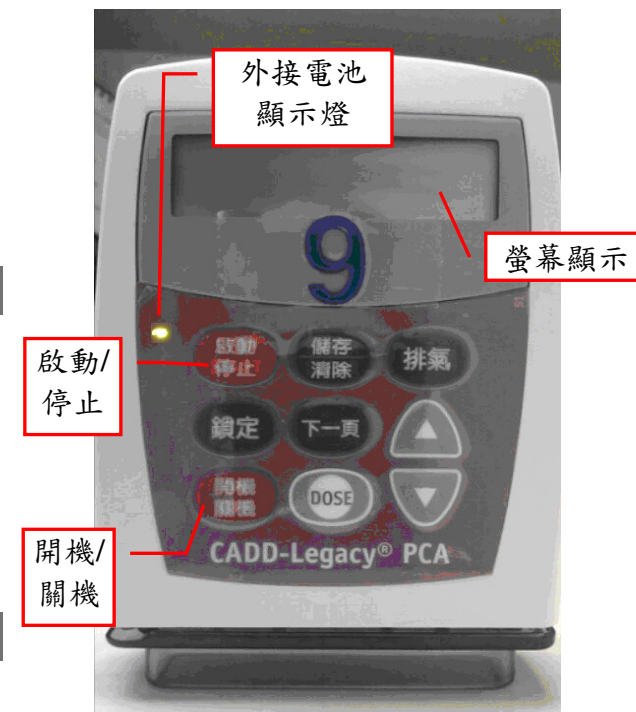 外接電池
顯示燈
9
螢幕顯示
啟動/
停止
啟動
停止
儲存
清除
排氣
鎖定
下一頁
開機/
關機
開機
關機
DOSE
CADD-Legacy® PCA